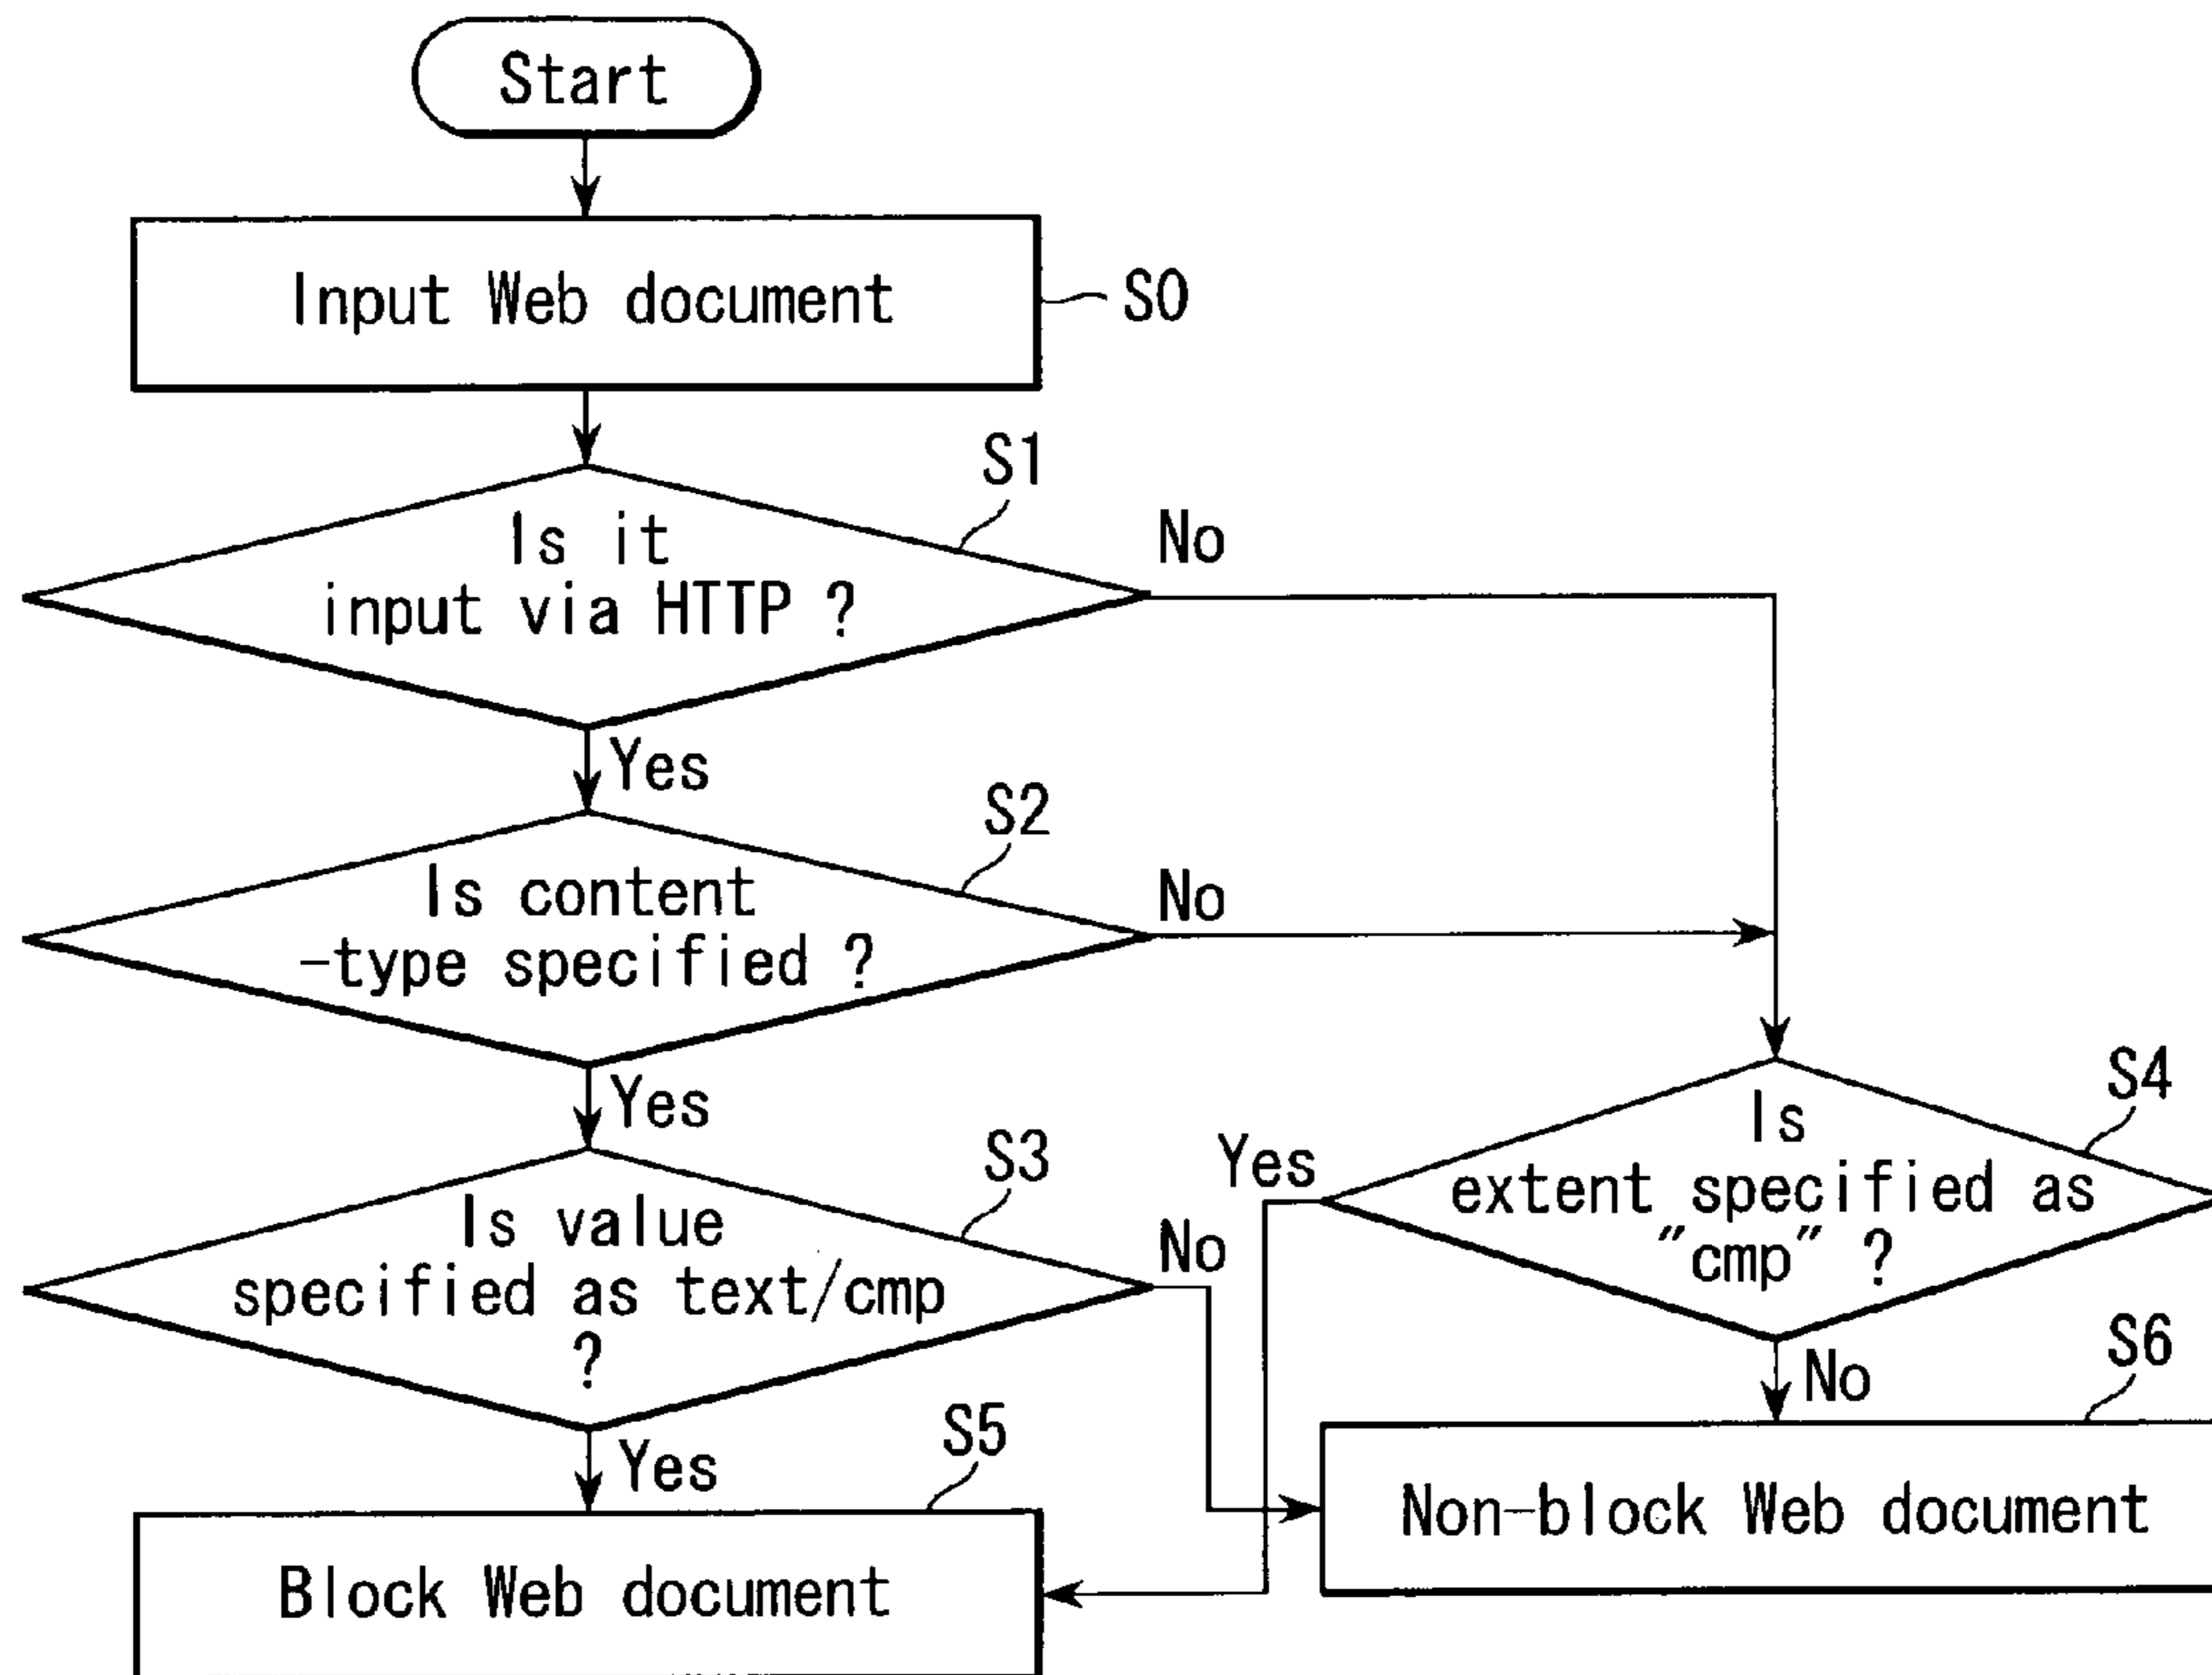 Start
Input Web document
S0
S1
Is it
input via HTTP ?
No
Yes
S2
Is content
-type specified ?
No
Yes
S3
Is value
specified as text/cmp
?
No
Yes
S4
Is
extent specified as
"cmp" ?
Yes
No
S5
Block Web document
S6
Non-block Web document